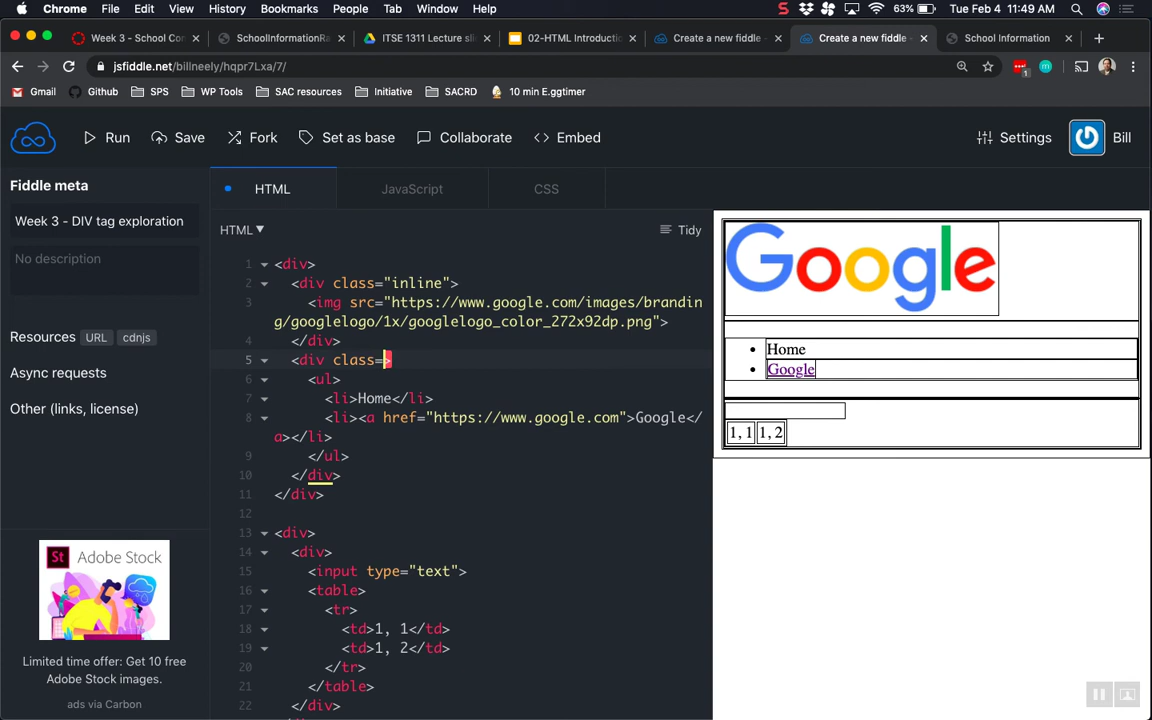 Chrome File Edit View History Bookmarks People Tab Window Help S 63% Tue Feb 4 11:49 AM
Week 3 - School Con × SchoolInformationRa × ITSE 1311 Lecture sli × 02-HTML Introductio × Create a new fiddle - × Create a new fiddle - × School Information × +
jsfiddle.net/billneely/hqpr7Lxa/7/ 1
Gmail Github SPS WP Tools SAC resources Initiative SACRD 10 min E.ggtimer
Run Save Fork Set as base Collaborate Embed Settings Bill
Fiddle meta
Week 3 - DIV tag exploration
No description
Resources URL cdnjs
Async requests
Other (links, license)
St Adobe Stock
Limited time offer: Get 10 free
Adobe Stock images.
ads via Carbon
HTML JavaScript CSS
HTML▼ Tidy
1 <div>
2 <div class="inline">
3 <img src="https://www.google.com/images/brandin
g/googlelogo/1x/googlelogo_color_272x92dp.png">
4 </div>
5 <div class=>
6 <ul>
7 <li>Home</li>
8 <li><a href="https://www.google.com">Google</
a></li>
9 </ul>
10 </div>
11 </div>
12
13 <div>
14 <div>
15 <input type="text">
16 <table>
17 <tr>
18 <td>1, 1</td>
19 <td>1, 2</td>
20 </tr>
21 </table>
22 </div>
Google
• Home
• Google
1, 1 1, 2